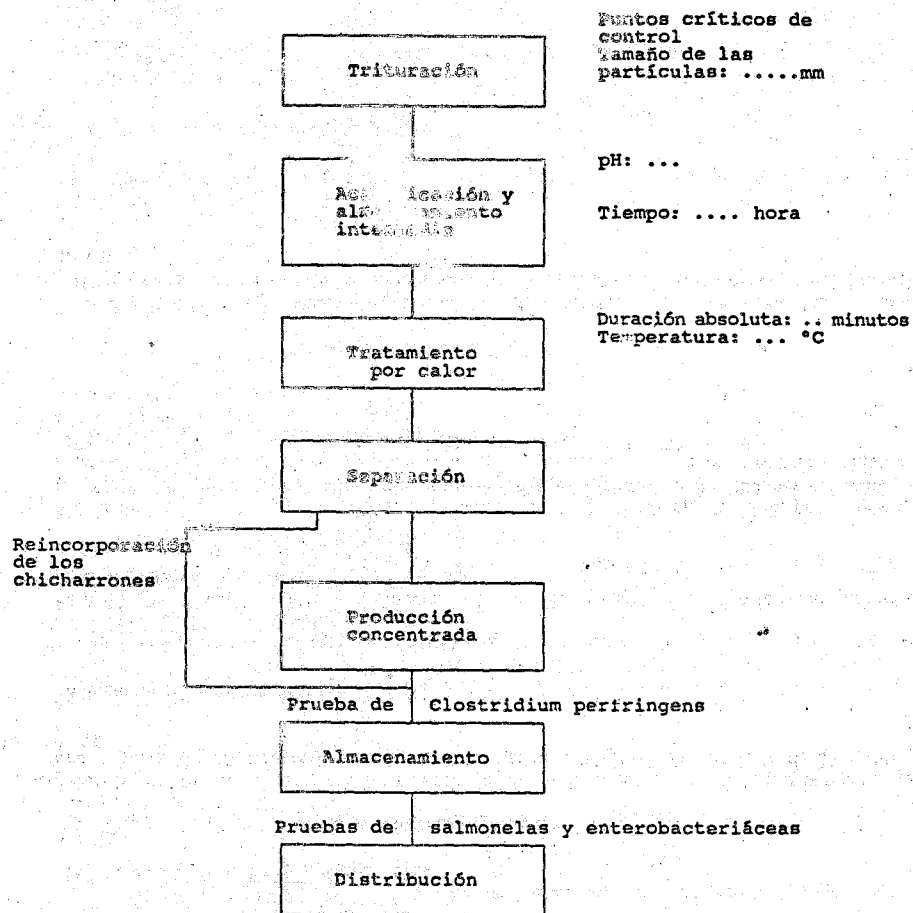 Puntos críticos de
control
Tamaño de las
partículas: .....mm
Trituración
pH: ...
y
Tiempo: .... hora
Duración absoluta: .. minutos
Temperatura: ... °C
Tratamiento
por calor
Separación
Reincorporación
de los
chicharrones
Producción
concentrada
Prueba de Clostridium perfringens
Almacenamiento
Pruebas de salmonelas y enterobacteriáceas
Distribución